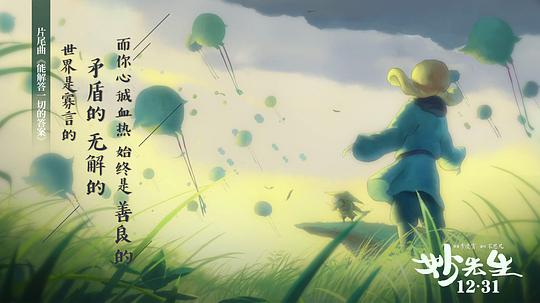 片尾曲《能解答一切的答案》
世界是寡言的
矛盾的 无解的
而你心诚血热 始终是 善良的
妙先生
12·31